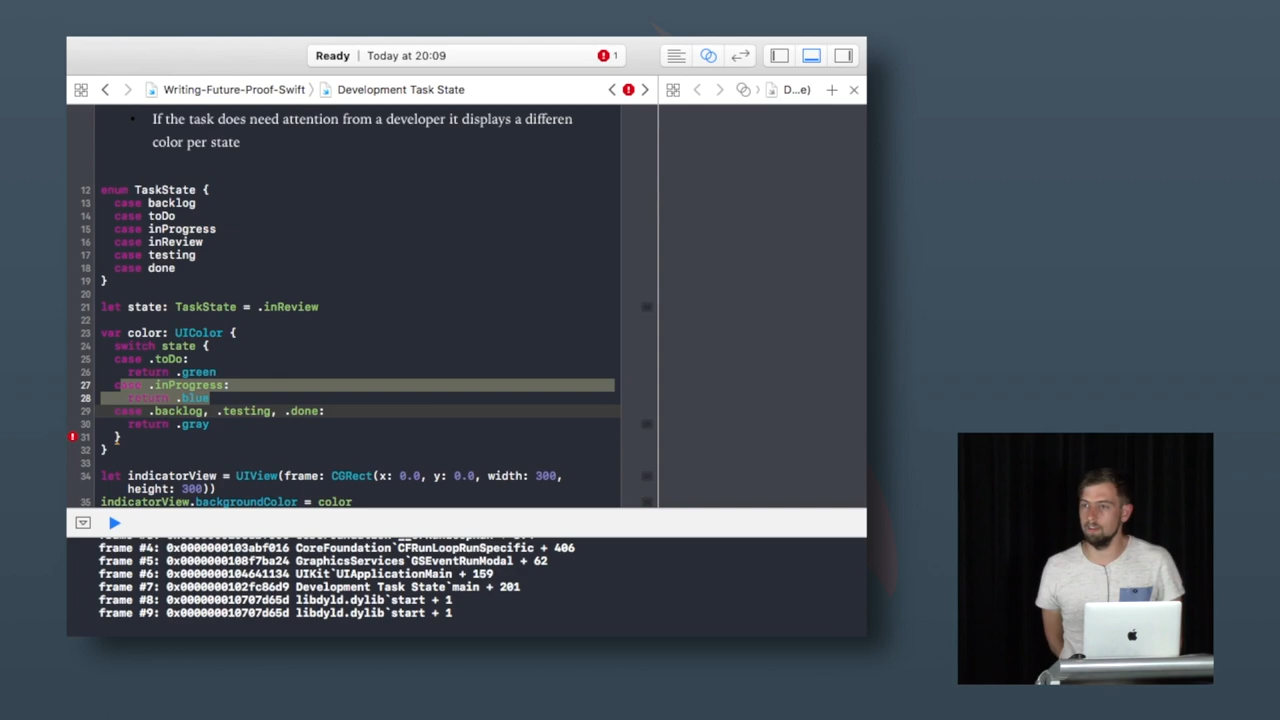 Ready | Today at 20:09
1
Writing-Future-Proof-Swift
Development Task State
D...e)
If the task does need attention from a developer it displays a differen
color per state
12 enum TaskState {
13 case backlog
14 case toDo
15 case inProgress
16 case inReview
17 case testing
18 case done
19 }
20
21 let state: TaskState = .inReview
22
23 var color: UIColor {
24 switch state {
25 case .toDo:
26 return .green
27 case .inProgress:
28 return .blue
29 case .backlog, .testing, .done:
30 return .gray
31 }
32 }
33
34 let indicatorView = UIView(frame: CGRect(x: 0.0, y: 0.0, width: 300,
height: 300))
35 indicatorView.backgroundColor = color
frame #4: 0x0000000103abf016 CoreFoundation`CFRunLoopRunSpecific + 406
frame #5: 0x0000000108f7ba24 GraphicsServices`GSEventRunModal + 62
frame #6: 0x0000000104641134 UIKit`UIApplicationMain + 159
frame #7: 0x0000000102fc86d9 Development Task State`main + 201
frame #8: 0x000000010707d65d libdyld.dylib`start + 1
frame #9: 0x000000010707d65d libdyld.dylib`start + 1